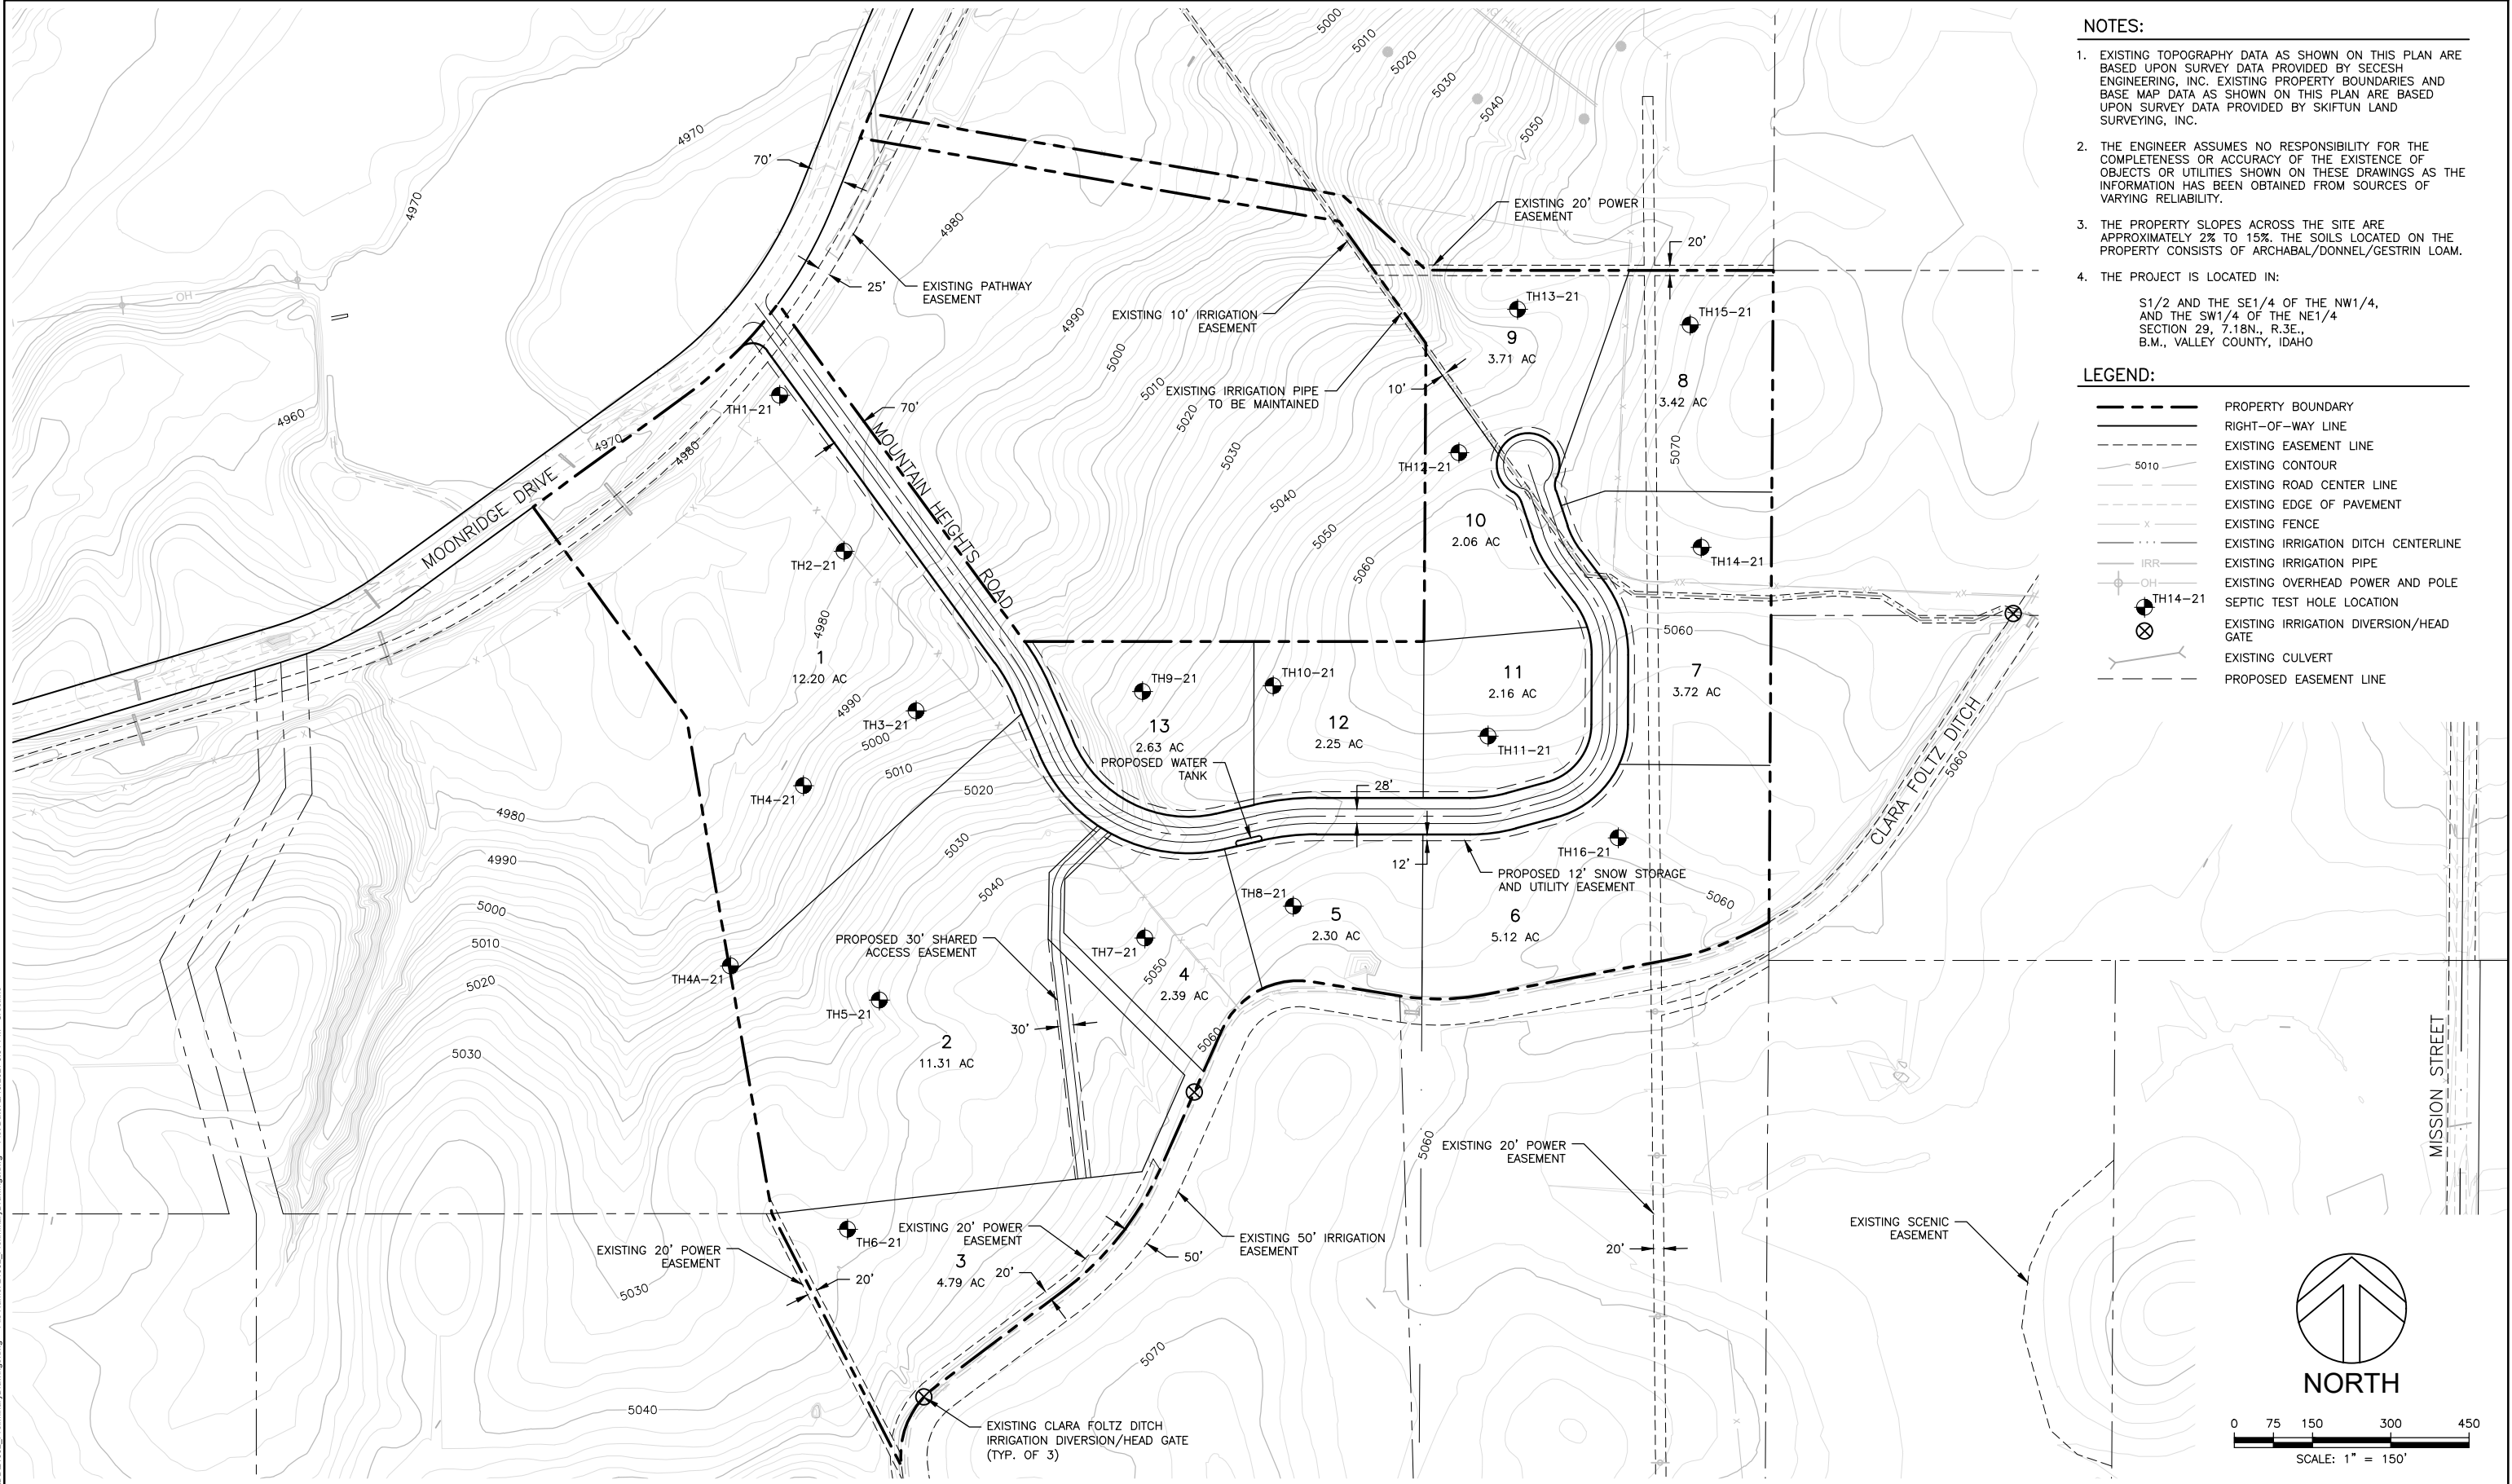 NOTES:
1. EXISTING TOPOGRAPHY DATA AS SHOWN ON THIS PLAN ARE
BASED UPON SURVEY DATA PROVIDED BY SECESH
ENGINEERING, INC. EXISTING PROPERTY BOUNDARIES AND
BASE MAP DATA AS SHOWN ON THIS PLAN ARE BASED
UPON SURVEY DATA PROVIDED BY SKIFTUN LAND
SURVEYING, INC.
2. THE ENGINEER ASSUMES NO RESPONSIBILITY FOR THE
COMPLETENESS OR ACCURACY OF THE EXISTENCE OF
OBJECTS OR UTILITIES SHOWN ON THESE DRAWINGS AS THE
INFORMATION HAS BEEN OBTAINED FROM SOURCES OF
VARYING RELIABILITY.
3. THE PROPERTY SLOPES ACROSS THE SITE ARE
APPROXIMATELY 2% TO 15%. THE SOILS LOCATED ON THE
PROPERTY CONSISTS OF ARCHABAL/DONNEL/GESTRIN LOAM.
4. THE PROJECT IS LOCATED IN:
S1/2 AND THE SE1/4 OF THE NW1/4,
AND THE SW1/4 OF THE NE1/4
SECTION 29, 7.18N., R.3E.,
B.M., VALLEY COUNTY, IDAHO
LEGEND:
PROPERTY BOUNDARY
RIGHT-OF-WAY LINE
EXISTING EASEMENT LINE
5010 EXISTING CONTOUR
EXISTING ROAD CENTER LINE
EXISTING EDGE OF PAVEMENT
X EXISTING FENCE
EXISTING IRRIGATION DITCH CENTERLINE
IRR EXISTING IRRIGATION PIPE
OH EXISTING OVERHEAD POWER AND POLE
TH14-21 SEPTIC TEST HOLE LOCATION
EXISTING IRRIGATION DIVERSION/HEAD
GATE
EXISTING CULVERT
PROPOSED EASEMENT LINE
5000
5010
5020
5030
5040
5050
4970
70'
4970
4980
EXISTING 20' POWER
EASEMENT
20'
25'
EXISTING PATHWAY
EASEMENT
OH
EXISTING 10' IRRIGATION
EASEMENT
4990
5000
5010
5020
5030
5040
5050
5060
TH13-21
9
3.71 AC
TH15-21
8
3.42 AC
5070
EXISTING IRRIGATION PIPE
TO BE MAINTAINED
10'
4960
4970
4980
TH1-21
70'
MOUNTAIN HEIGHTS ROAD
MOONRIDGE DRIVE
TH12-21
10
2.06 AC
TH14-21
TH2-21
4980
1
12.20 AC
4990
TH3-21
5000
5010
5020
5030
5040
TH4-21
TH9-21
13
2.63 AC
TH10-21
12
2.25 AC
11
2.16 AC
TH11-21
5060
7
3.72 AC
PROPOSED WATER
TANK
28'
12'
TH16-21
PROPOSED 12' SNOW STORAGE
AND UTILITY EASEMENT
5060
CLARA FOLTZ DITCH
5060
4980
4990
5000
5010
5020
5030
TH8-21
5
2.30 AC
6
5.12 AC
PROPOSED 30' SHARED
ACCESS EASEMENT
TH7-21
5050
4
2.39 AC
TH4A-21
TH5-21
30'
5060
2
11.31 AC
5060
EXISTING 20' POWER
EASEMENT
20'
MISSION STREET
EXISTING SCENIC
EASEMENT
TH6-21
EXISTING 20' POWER
EASEMENT
EXISTING 20' POWER
EASEMENT
20'
3
4.79 AC
20'
EXISTING 50' IRRIGATION
EASEMENT
50'
5030
5040
5070
EXISTING CLARA FOLTZ DITCH
IRRIGATION DIVERSION/HEAD GATE
(TYP. OF 3)
NORTH
0 75 150 300 450
SCALE: 1" = 150'